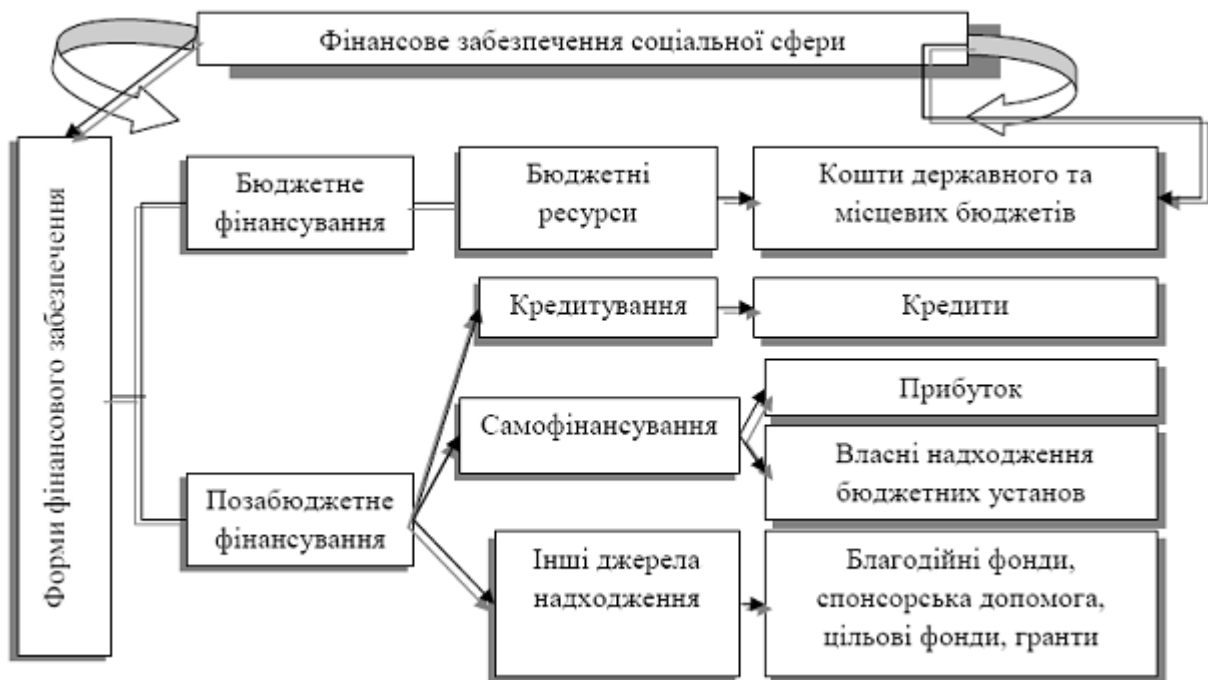 Фінансове забезпечення соціальної сфери
Форми фінансового забезпечення
Бюджетне
фінансування
Бюджетні
ресурси
Кошти державного та
місцевих бюджетів
Кредитування
Кредити
Самофінансування
Прибуток
Власні надходження
бюджетних установ
Позабюджетне
фінансування
Інші джерела
надходження
Благодійні фонди,
спонсорська допомога,
цільові фонди, гранти